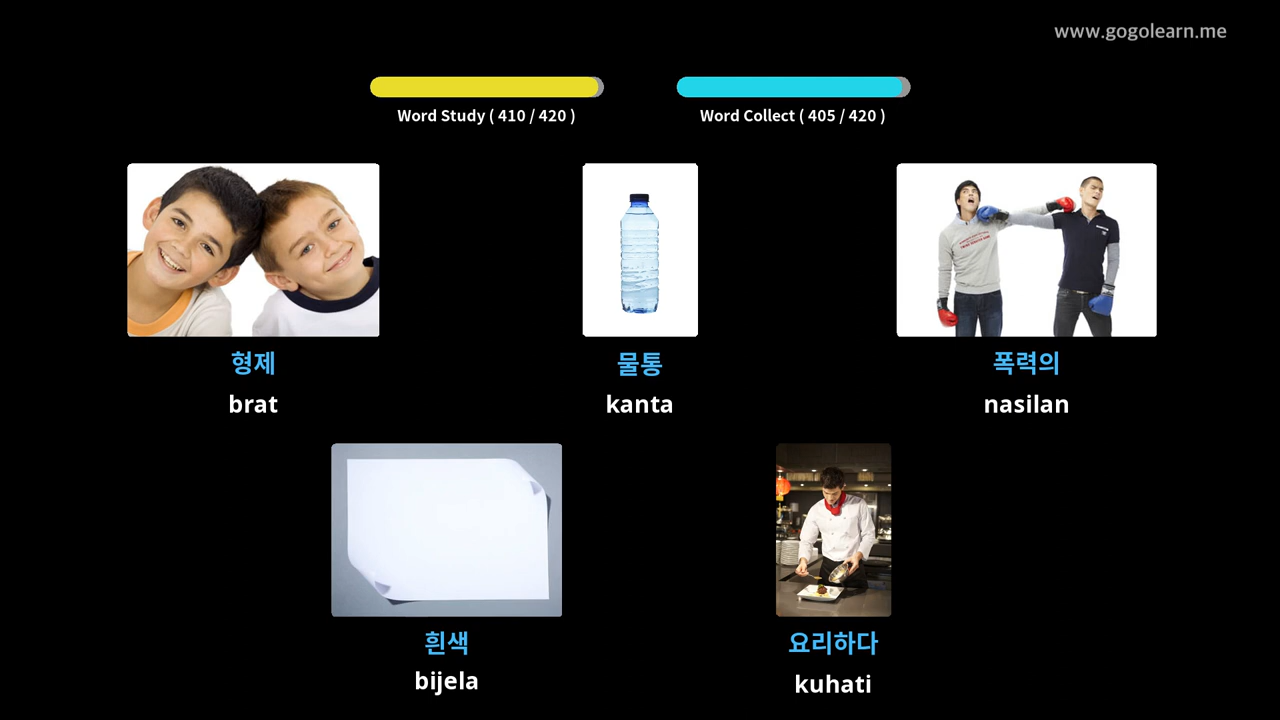 www.gogolearn.me
Word Study ( 410 / 420 )
Word Collect ( 405 / 420 )
형제
brat
물통
kanta
폭력의
nasilan
흰색
bijela
요리하다
kuhati